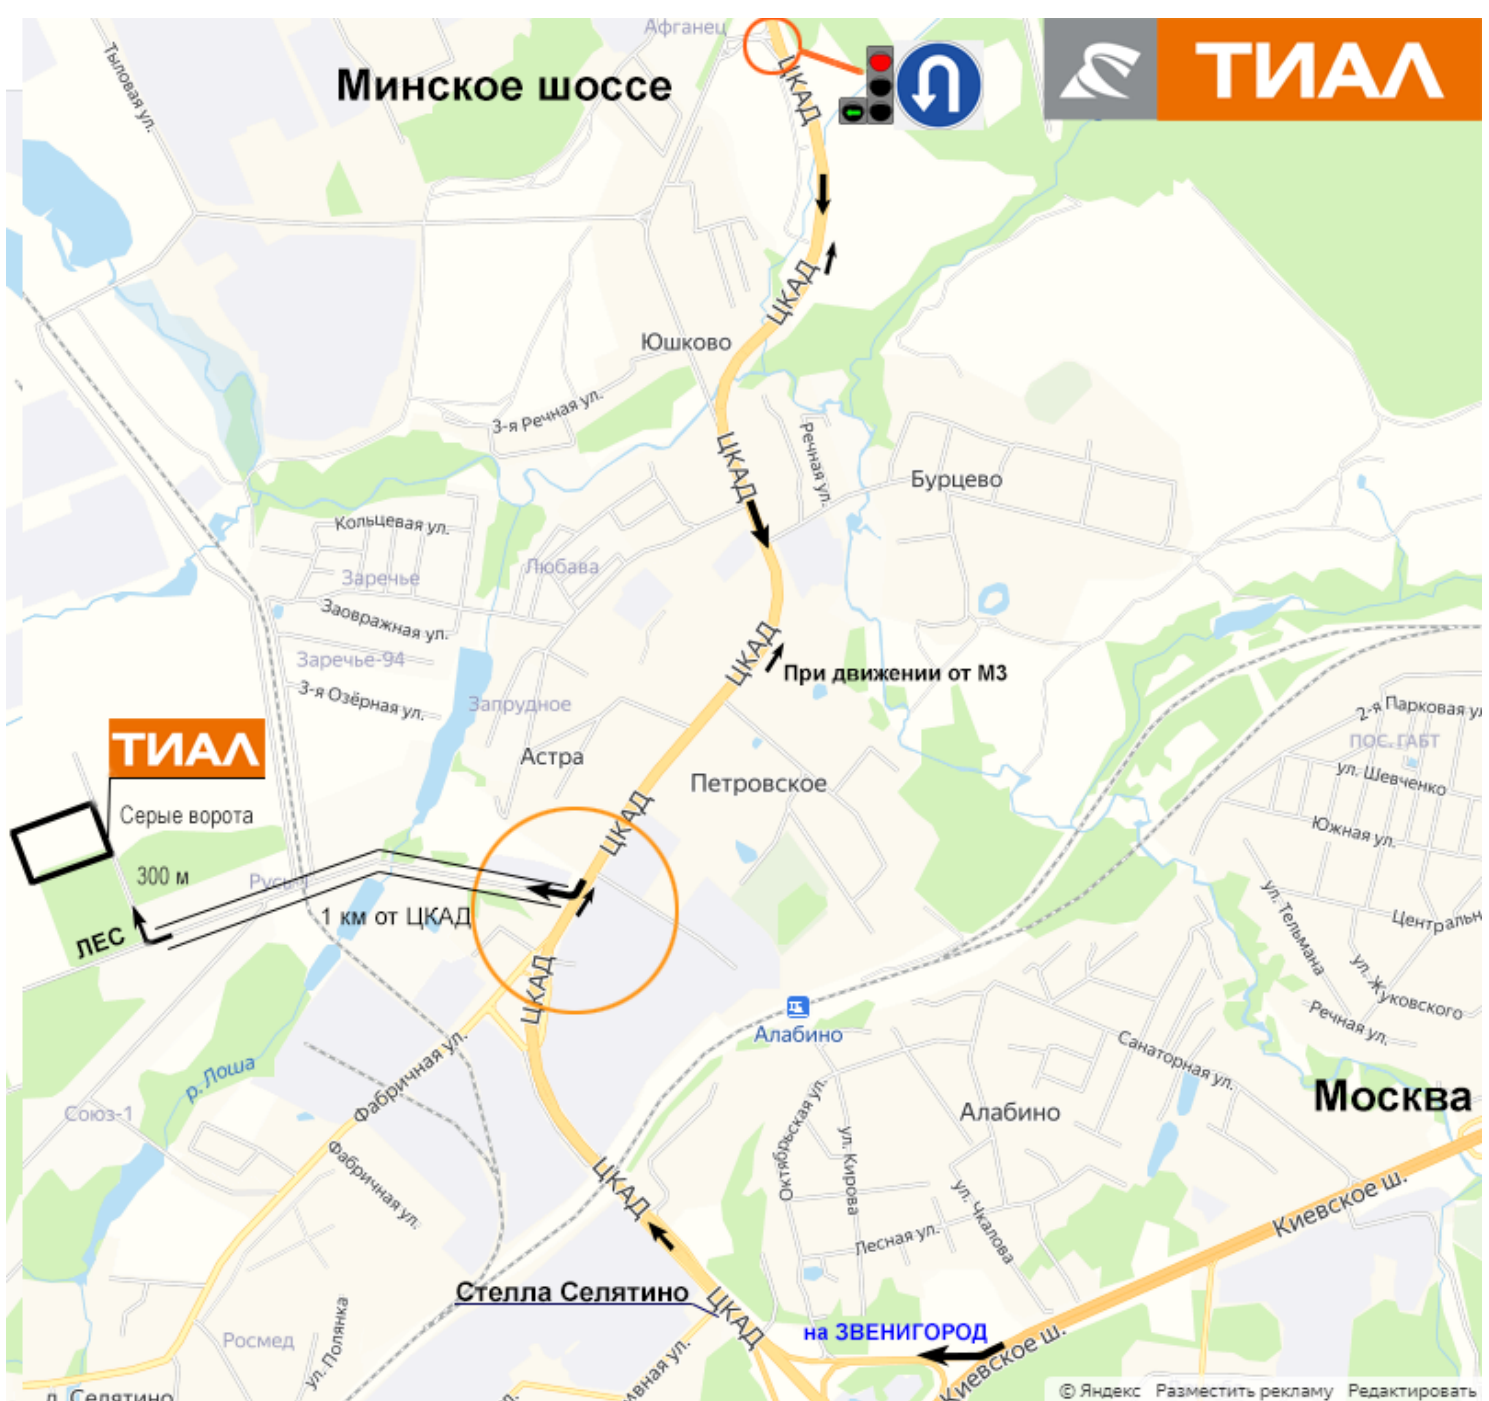 Афганец
Минское шоссе
ТИАЛ
Тыловая ул.
ЦКАД
ЦКАД
Юшково
3-я Речная ул.
Речная ул.
ЦКАД
Бурцево
Кольцевая ул.
Любава
Заречье
Заовражная ул.
ЦКАД
При движении от М3
Заречье-94
3-я Озёрная ул.
Запрудное
2-я Парковая ул
ПОС. ГАБТ
ТИАЛ
Астра
Петровское
ул. Шевченко
Серые ворота
ЦКАД
Южная ул.
300 м
1 км от ЦКАД
ул. Тельмана
Центральн
ЛЕС
ЦКАД
ул. Жуковского
Алабино
Речная ул.
Санаторная ул.
р. Лоша
Фабричная ул.
Москва
Союз-1
Алабино
Октябрьская ул.
ул. Кирова
Фабричная ул.
ЦКАД
ул. Чкалова
Киевское ш.
Лесная ул.
Стелла Селятино
ЦКАД
на ЗВЕНИГОРОД
Росмед
ул. Полянка
Киевское ш.
ивная ул.
д. Селятино
© Яндекс Разместить рекламу Редактировать